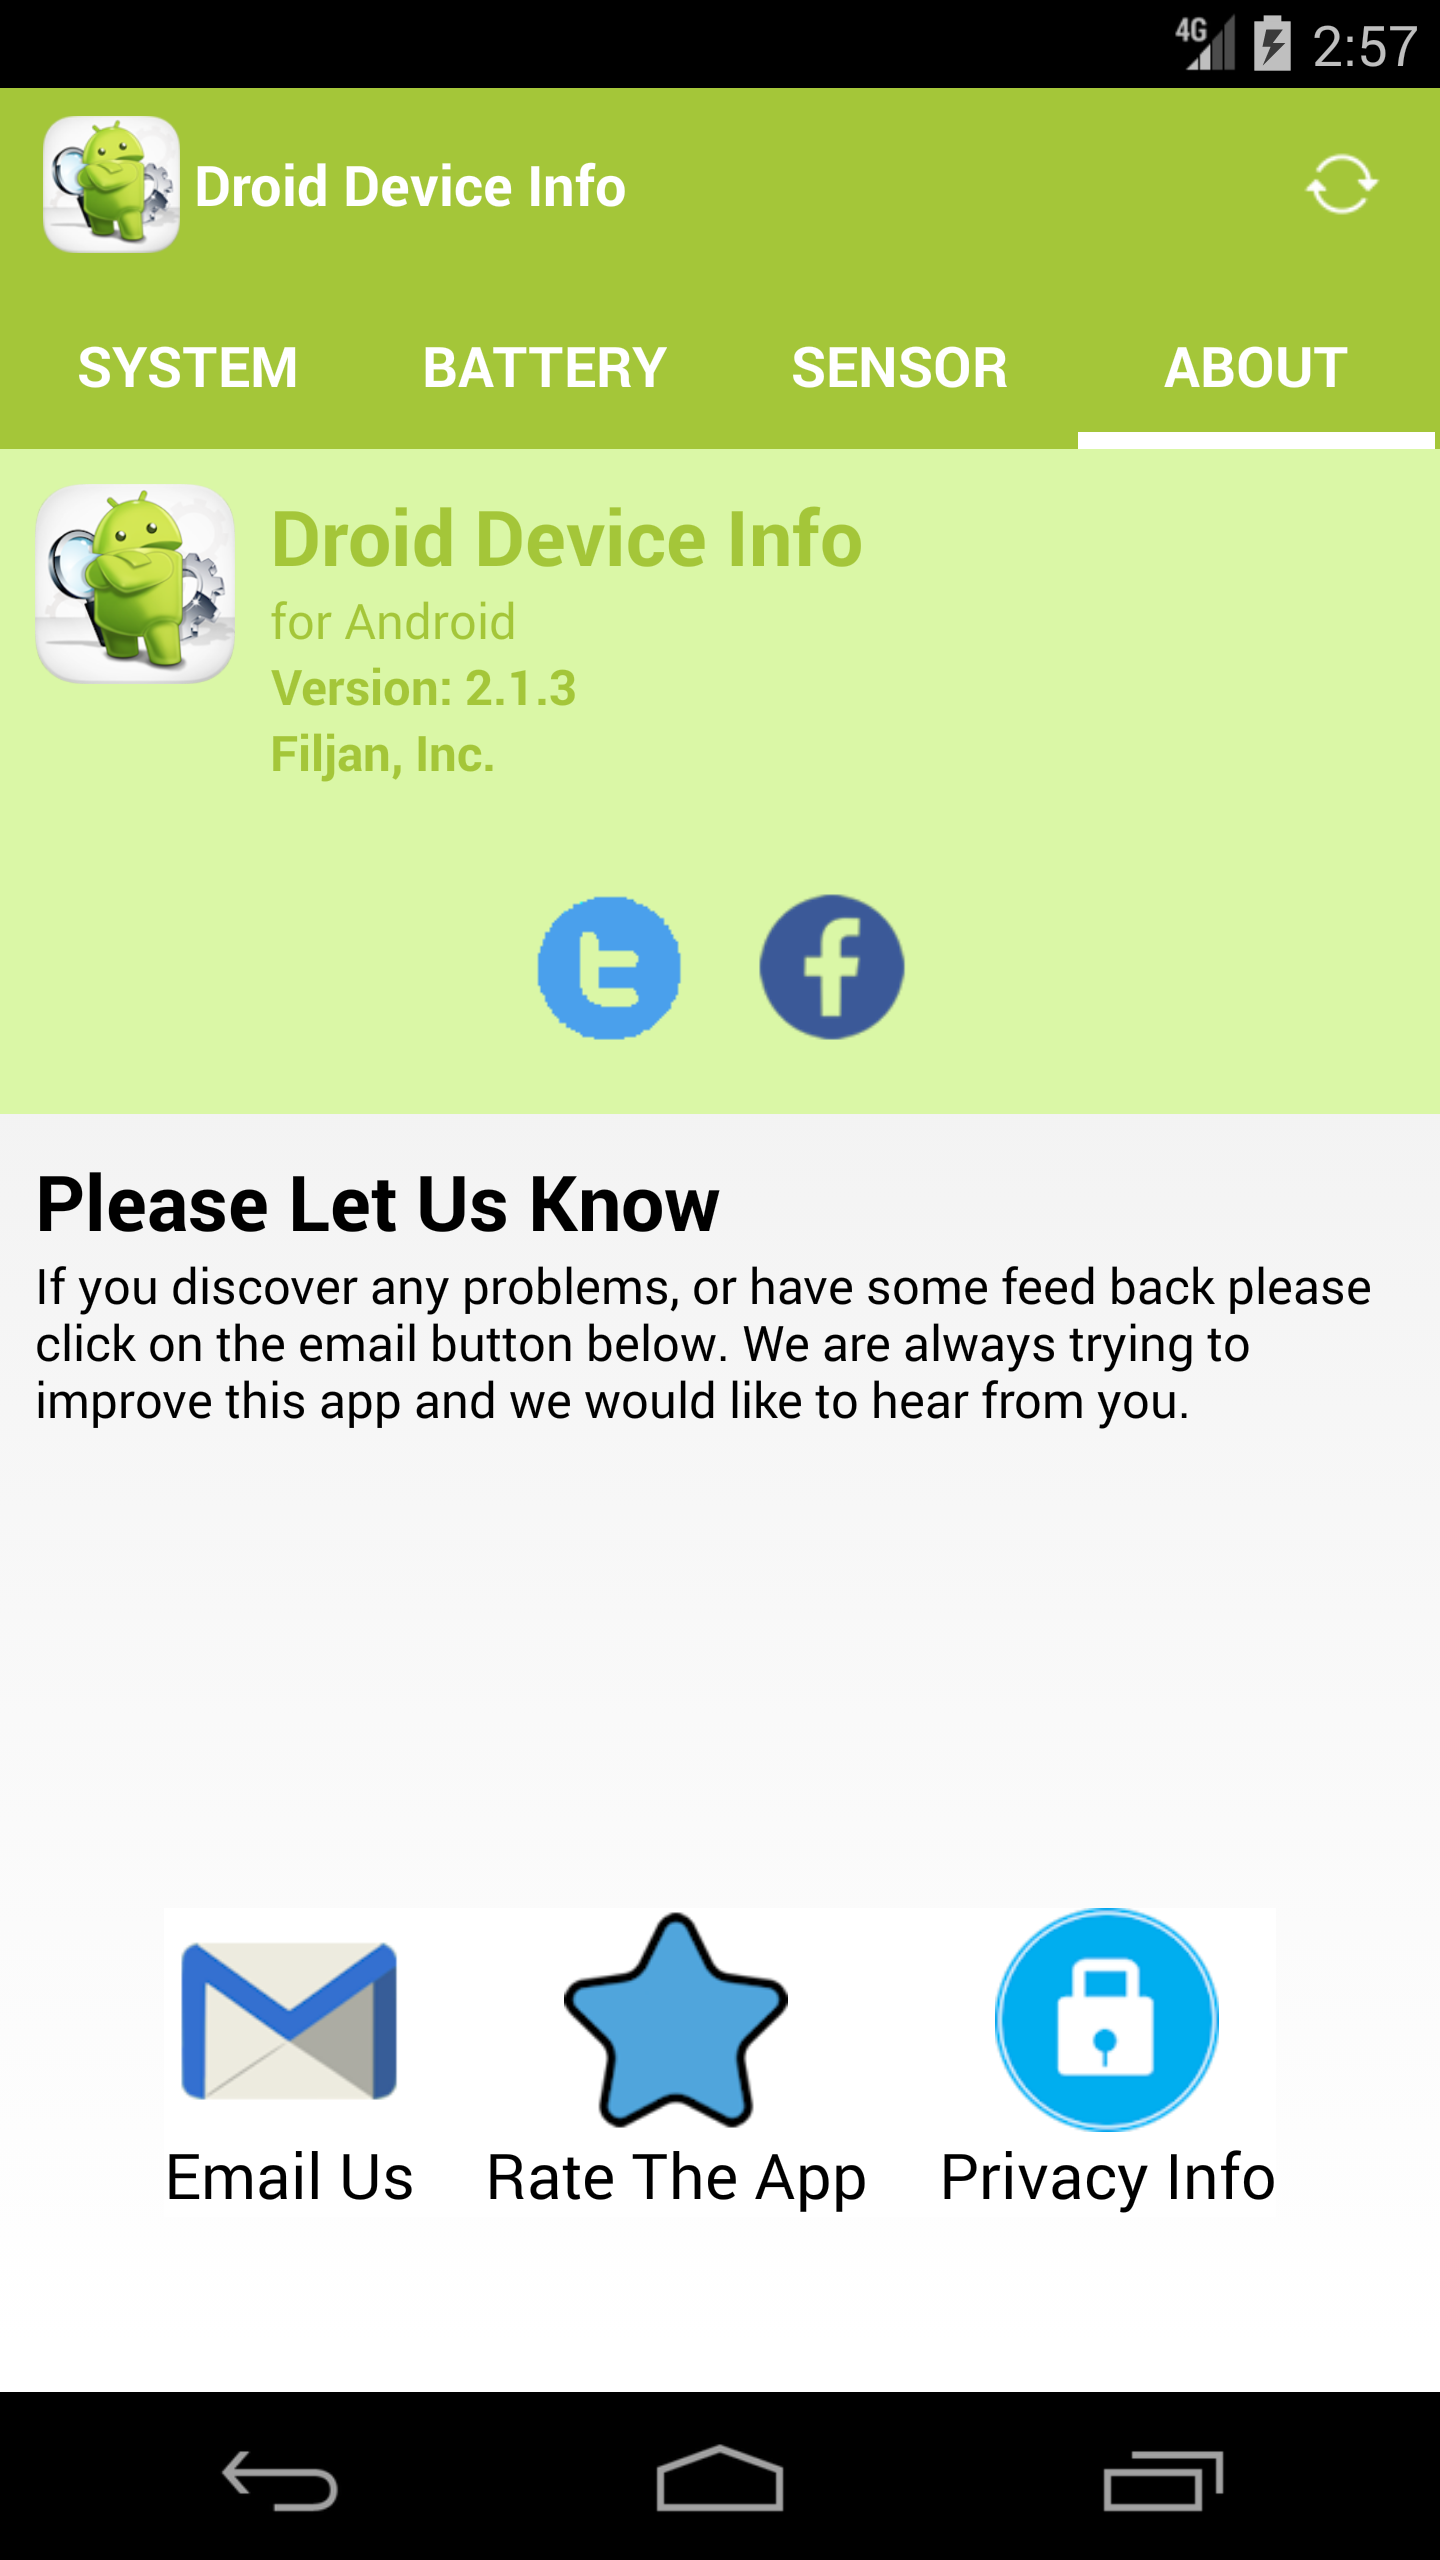 4G 2:57
Droid Device Info
SYSTEM BATTERY SENSOR ABOUT
Droid Device Info
for Android
Version: 2.1.3
Filjan, Inc.
Please Let Us Know
If you discover any problems, or have some feed back please
click on the email button below. We are always trying to
improve this app and we would like to hear from you.
Email Us Rate The App Privacy Info